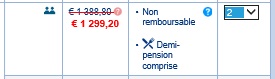 € 1 388,80 ?
€ 1 299,20
• Non
remboursable ?
• Demi-
pension
comprise
2